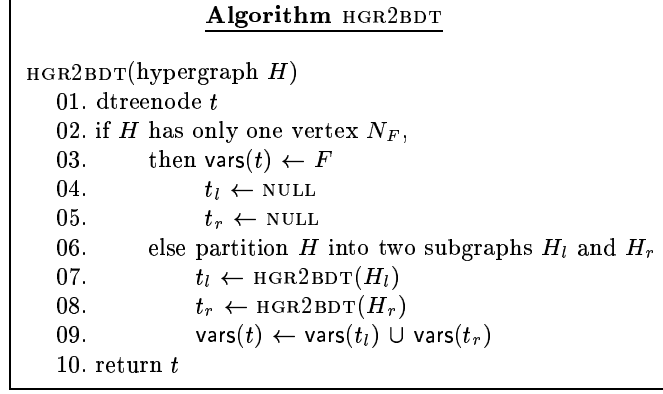 Algorithm HGR2BDT
HGR2BDT(hypergraph H)
01. dtreenode t
02. if H has only one vertex N_F,
03. then vars(t) ← F
04. t_l ← NULL
05. t_r ← NULL
06. else partition H into two subgraphs H_l and H_r
07. t_l ← HGR2BDT(H_l)
08. t_r ← HGR2BDT(H_r)
09. vars(t) ← vars(t_l) ∪ vars(t_r)
10. return t